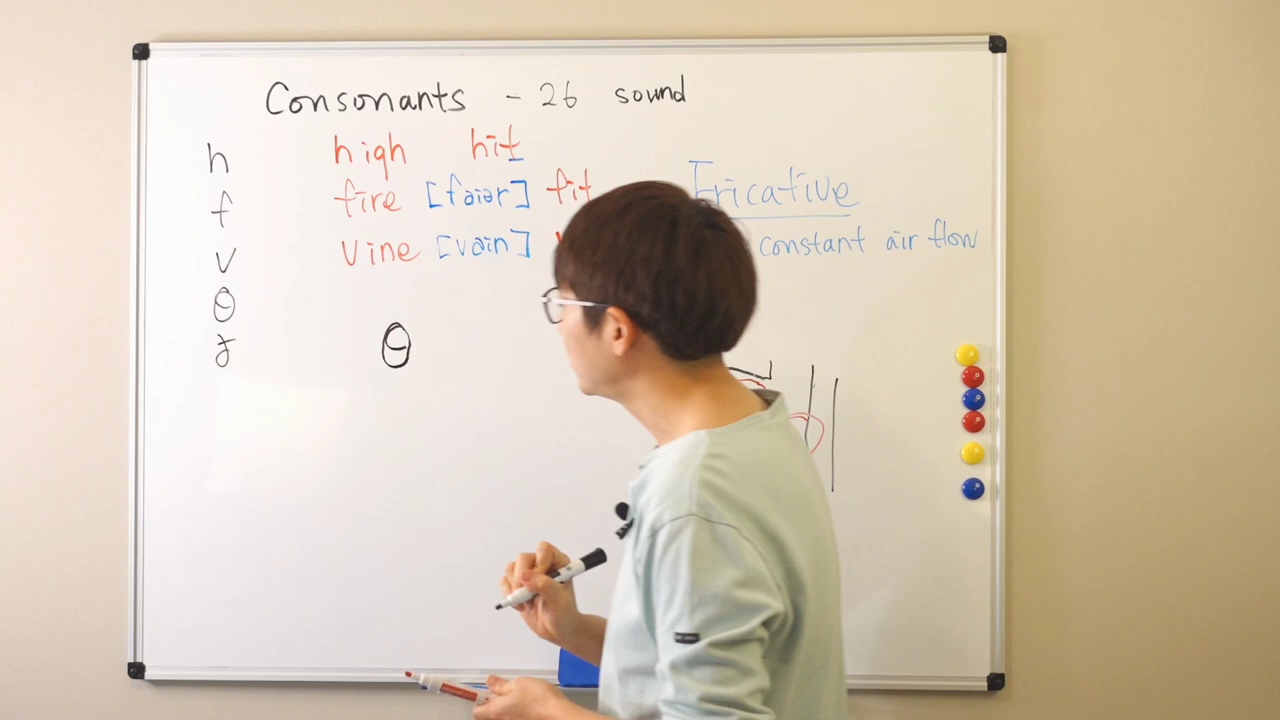 Consonants - 26 sound
h high hit
f fire [faiər] fit Fricative
v vine [vain] constant air flow
θ
ð θ